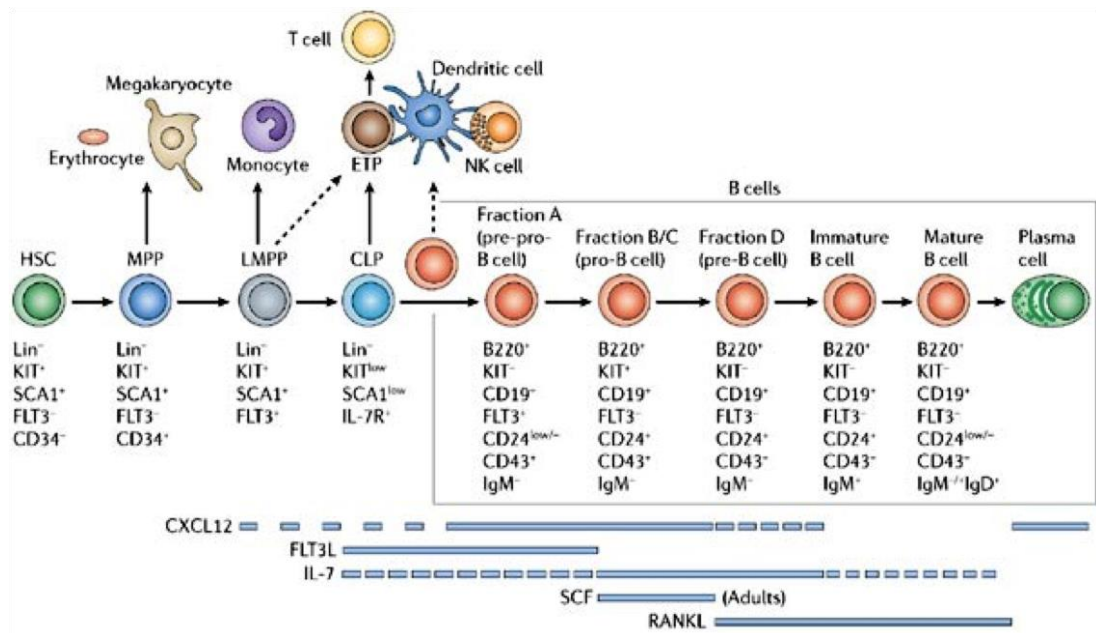 T cell
Dendritic cell
Megakaryocyte
Erythrocyte
Monocyte
ETP
NK cell
B cells
HSC
MPP
LMPP
CLP
Fraction A
(pre-pro-
B cell)
Fraction B/C
(pro-B cell)
Fraction D
(pre-B cell)
Immature
B cell
Mature
B cell
Plasma
cell
Lin⁻
KIT⁺
SCA1⁺
FLT3⁻
CD34⁻
Lin⁻
KIT⁺
SCA1⁺
FLT3⁻
CD34⁺
Lin⁻
KIT⁺
SCA1⁺
FLT3⁺
Lin⁻
KITˡᵒʷ
SCA1ˡᵒʷ
IL-7R⁺
B220⁺
KIT⁻
CD19⁻
FLT3⁺
CD24ˡᵒʷ/⁻
CD43⁺
IgM⁻
B220⁺
KIT⁺
CD19⁺
FLT3⁻
CD24⁺
CD43⁺
IgM⁻
B220⁺
KIT⁻
CD19⁺
FLT3⁻
CD24⁺
CD43⁻
IgM⁻
B220⁺
KIT⁻
CD19⁺
FLT3⁻
CD24⁺
CD43⁻
IgM⁺
B220⁺
KIT⁻
CD19⁺
FLT3⁻
CD24ˡᵒʷ/⁻
CD43⁻
IgM⁻/⁺IgD⁺
CXCL12
FLT3L
IL-7
SCF (Adults)
RANKL